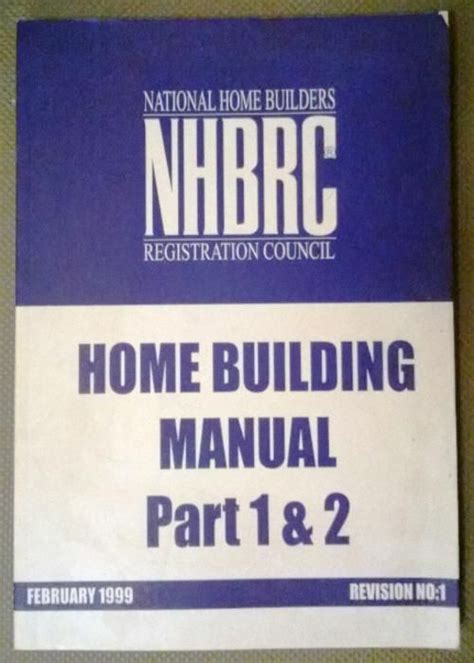 NATIONAL HOME BUILDERS
NHBRC®
REGISTRATION COUNCIL
HOME BUILDING
MANUAL
Part 1 & 2
FEBRUARY 1999 REVISION NO:1